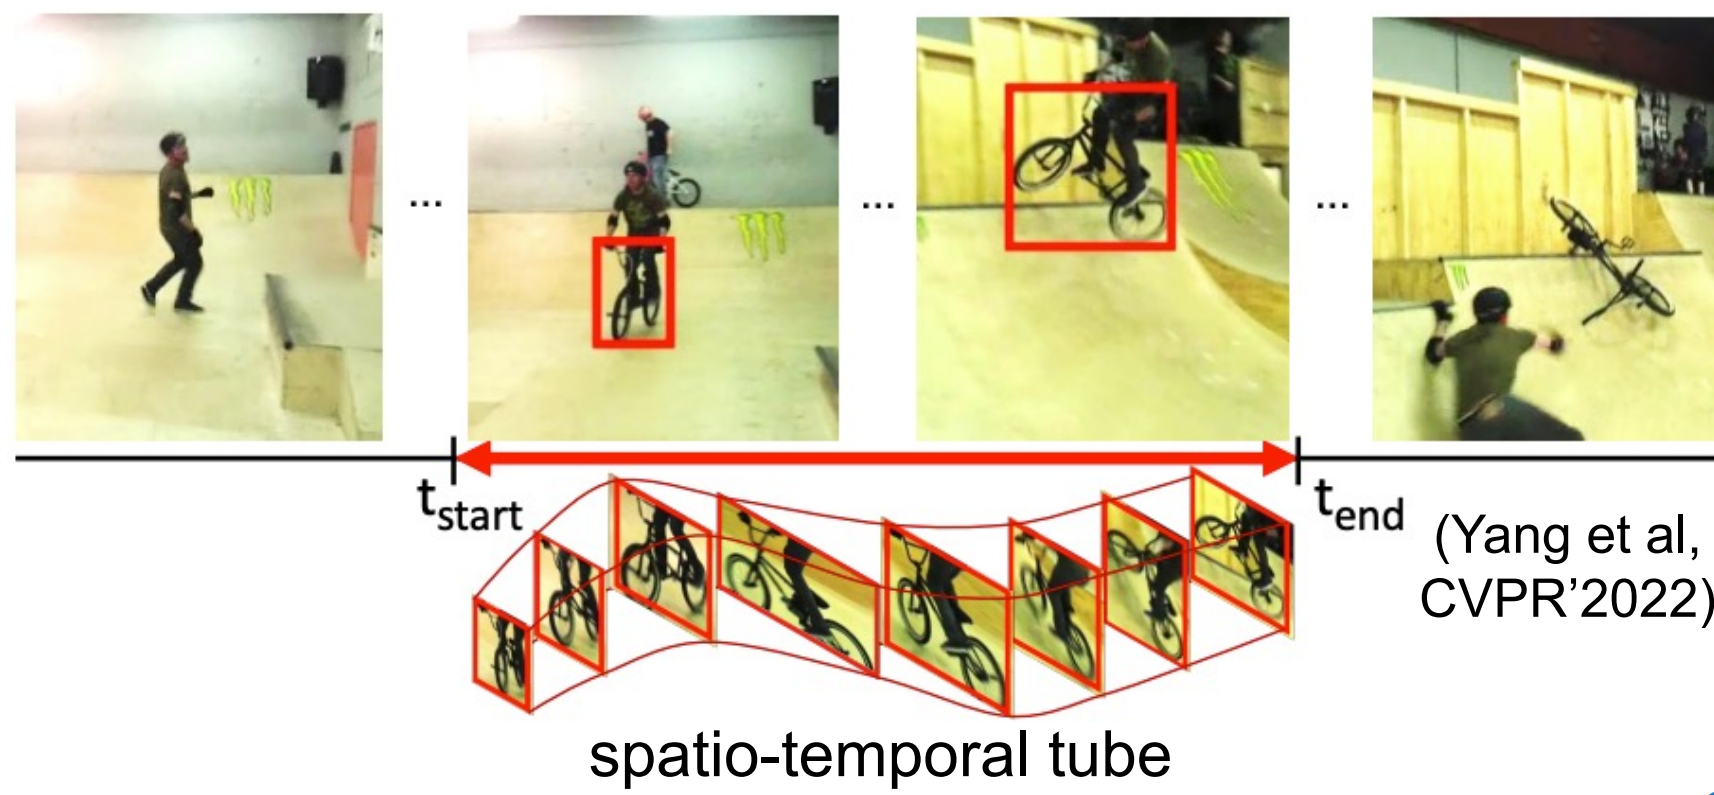 ... ... ...
t_start t_end
(Yang et al,
CVPR'2022)
spatio-temporal tube